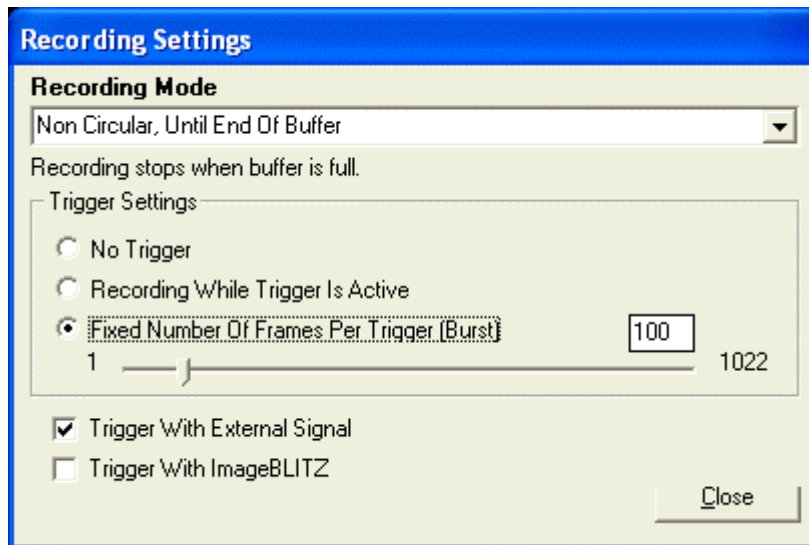 Recording Settings
Recording Mode
Non Circular, Until End Of Buffer
Recording stops when buffer is full.
Trigger Settings
No Trigger
Recording While Trigger Is Active
Fixed Number Of Frames Per Trigger (Burst) 100
1 1022
Trigger With External Signal
Trigger With ImageBLITZ
Close